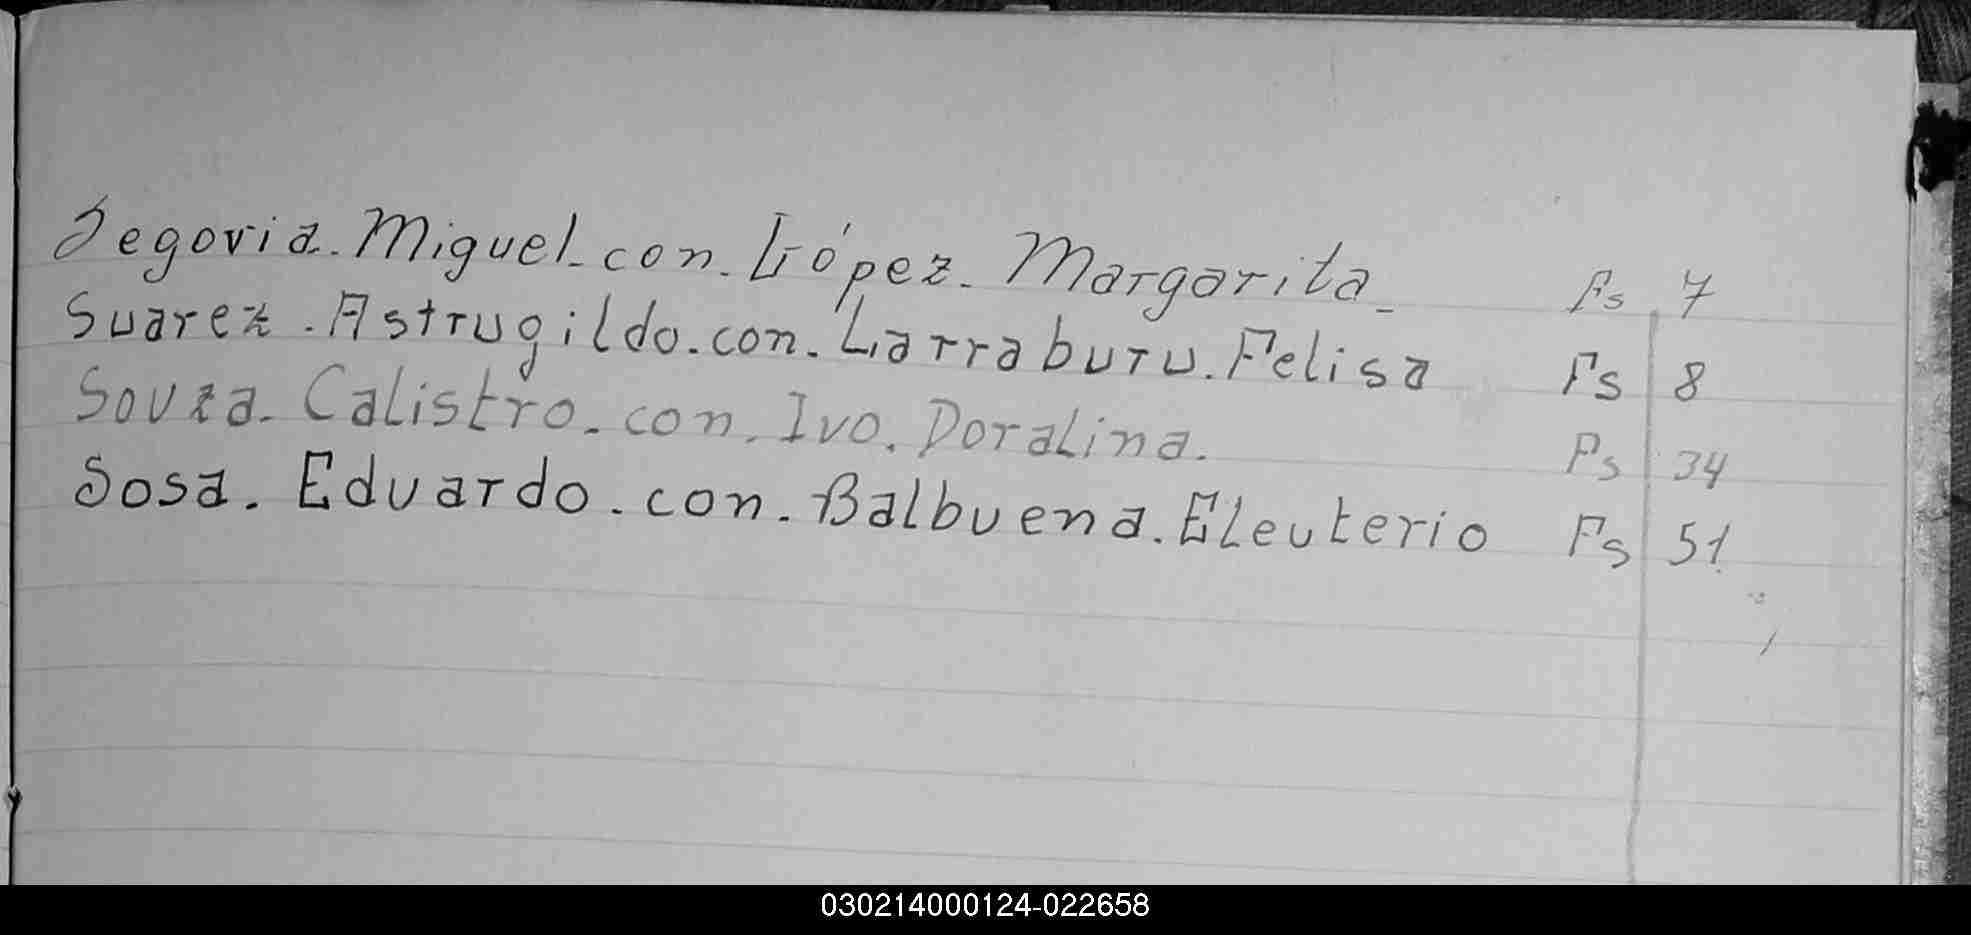 Segovia. Miguel. con. López. Margarita. Fs. 7
Suarez. Astrugildo. con. Larraburu. Felisa Fs 8
Souza. Calistro. con. Ivo. Doralina. Fs 34
Sosa. Eduardo. con. Balbuena. Eleuterio Fs 51
030214000124-022658